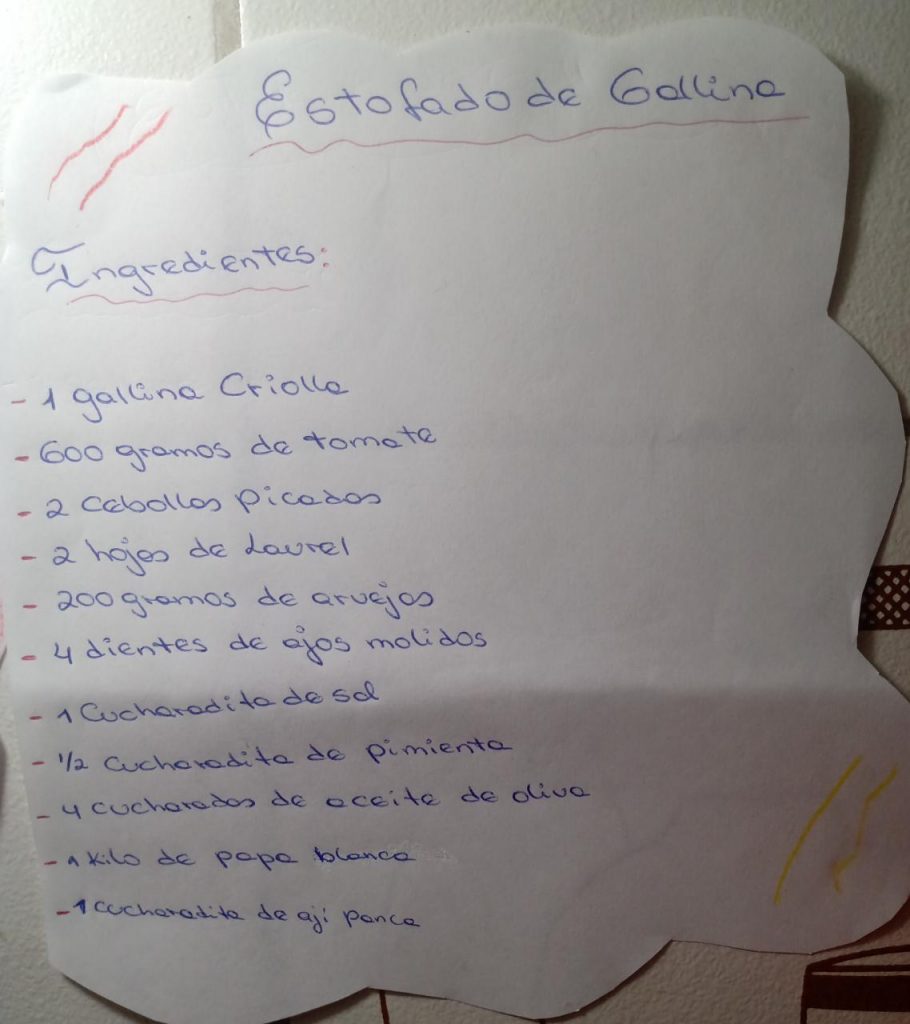 Estofado de Gallina
Ingredientes:
- 1 gallina Criolla
- 600 gramos de tomate
- 2 Cebollas picadas
- 2 hojas de Laurel
- 200 gramos de arvejas
- 4 dientes de ajos molidos
- 1 Cucharadita de sal
- 1/2 cucharadita de pimienta
- 4 cucharadas de aceite de oliva
- 1 kilo de papa blanca
- 1 cucharadita de ají panca